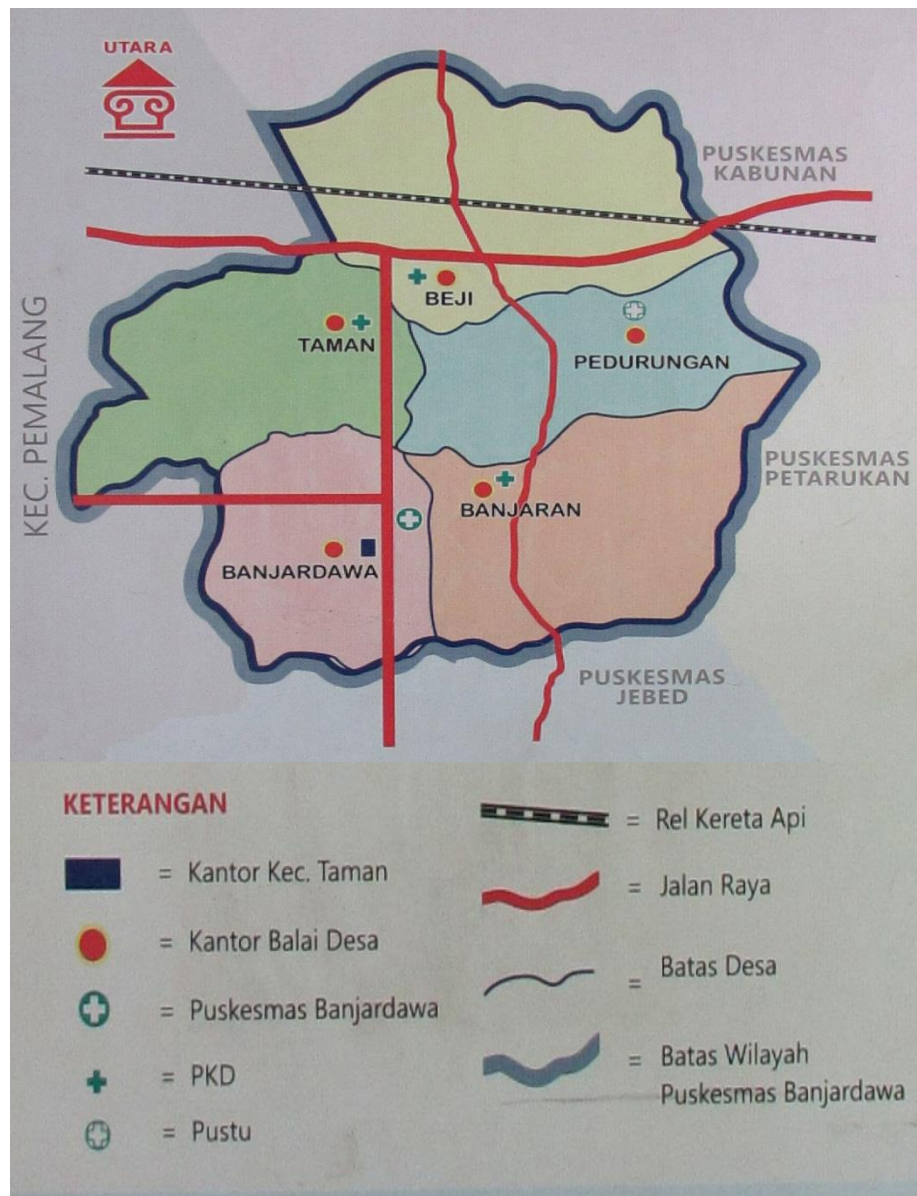 UTARA
PUSKESMAS
KABUNAN
BEJI
TAMAN
PEDURUNGAN
KEC. PEMALANG
PUSKESMAS
PETARUKAN
BANJARAN
BANJARDAWA
PUSKESMAS
JEBED
KETERANGAN
= Kantor Kec. Taman
= Kantor Balai Desa
= Puskesmas Banjardawa
= PKD
= Pustu
= Rel Kereta Api
= Jalan Raya
= Batas Desa
= Batas Wilayah
Puskesmas Banjardawa